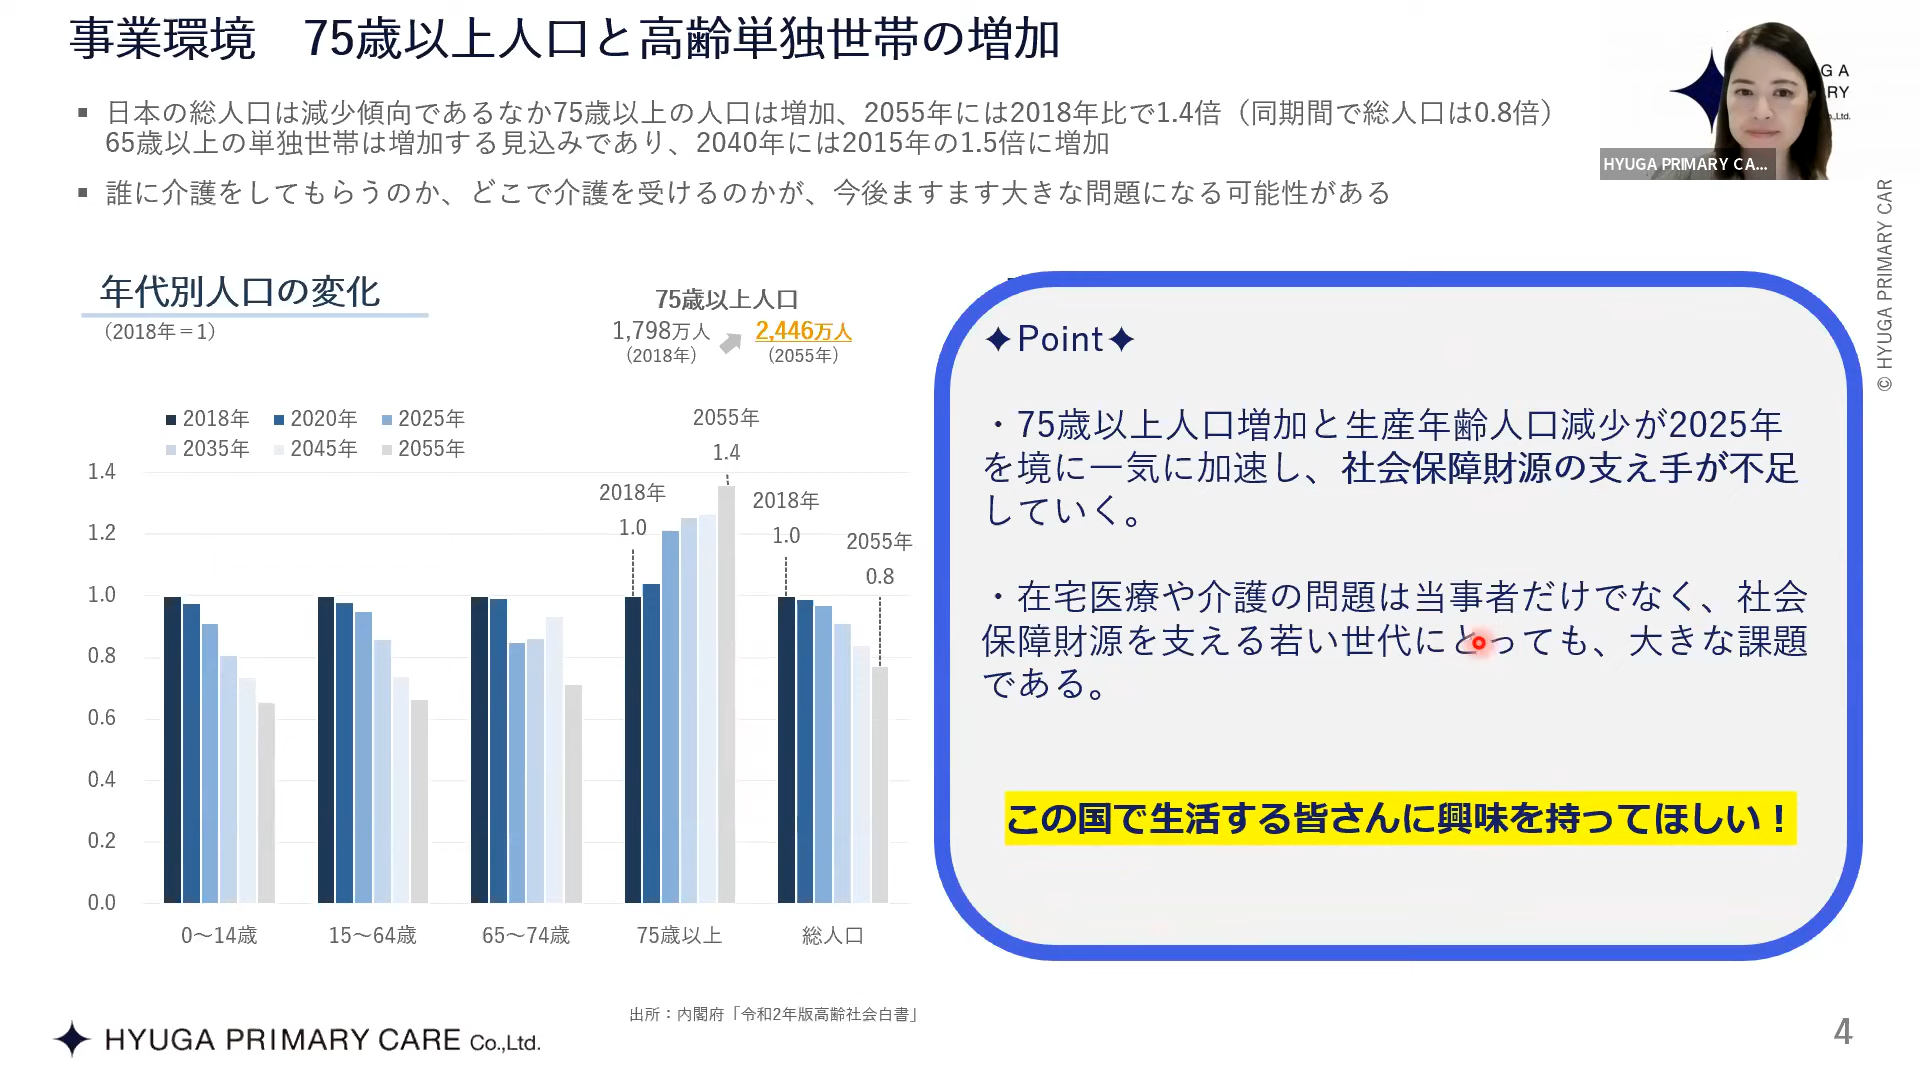 事業環境　75歳以上人口と高齢単独世帯の増加
▪ 日本の総人口は減少傾向であるなか75歳以上の人口は増加、2055年には2018年比で1.4倍（同期間で総人口は0.8倍）
65歳以上の単独世帯は増加する見込みであり、2040年には2015年の1.5倍に増加
▪ 誰に介護をしてもらうのか、どこで介護を受けるのかが、今後ますます大きな問題になる可能性がある
GA
RY
o.,Ltd.
HYUGA PRIMARY CA...
© HYUGA PRIMARY CAR
年代別人口の変化
（2018年＝1）
75歳以上人口
1,798万人 2,446万人
（2018年） （2055年）
2018年 2020年 2025年
2035年 2045年 2055年
2055年
1.4
2018年
1.0
2018年
1.0
2055年
0.8
1.4
1.2
1.0
0.8
0.6
0.4
0.2
0.0
0〜14歳 15〜64歳 65〜74歳 75歳以上 総人口
✦Point✦
・75歳以上人口増加と生産年齢人口減少が2025年
を境に一気に加速し、社会保障財源の支え手が不足
していく。
・在宅医療や介護の問題は当事者だけでなく、社会
保障財源を支える若い世代にとっても、大きな課題
である。
この国で生活する皆さんに興味を持ってほしい！
出所：内閣府「令和2年版高齢社会白書」
HYUGA PRIMARY CARE Co.,Ltd.
4